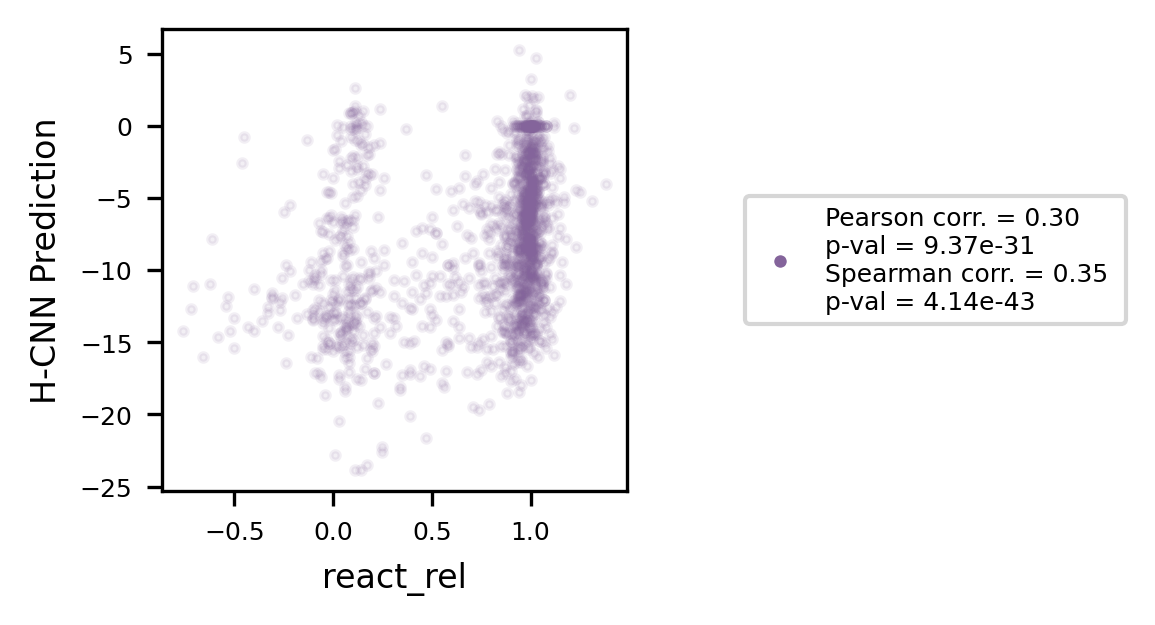 5
0
−5
−10
−15
−20
−25
H-CNN Prediction
−0.5 0.0 0.5 1.0
react_rel
Pearson corr. = 0.30
p-val = 9.37e-31
Spearman corr. = 0.35
p-val = 4.14e-43